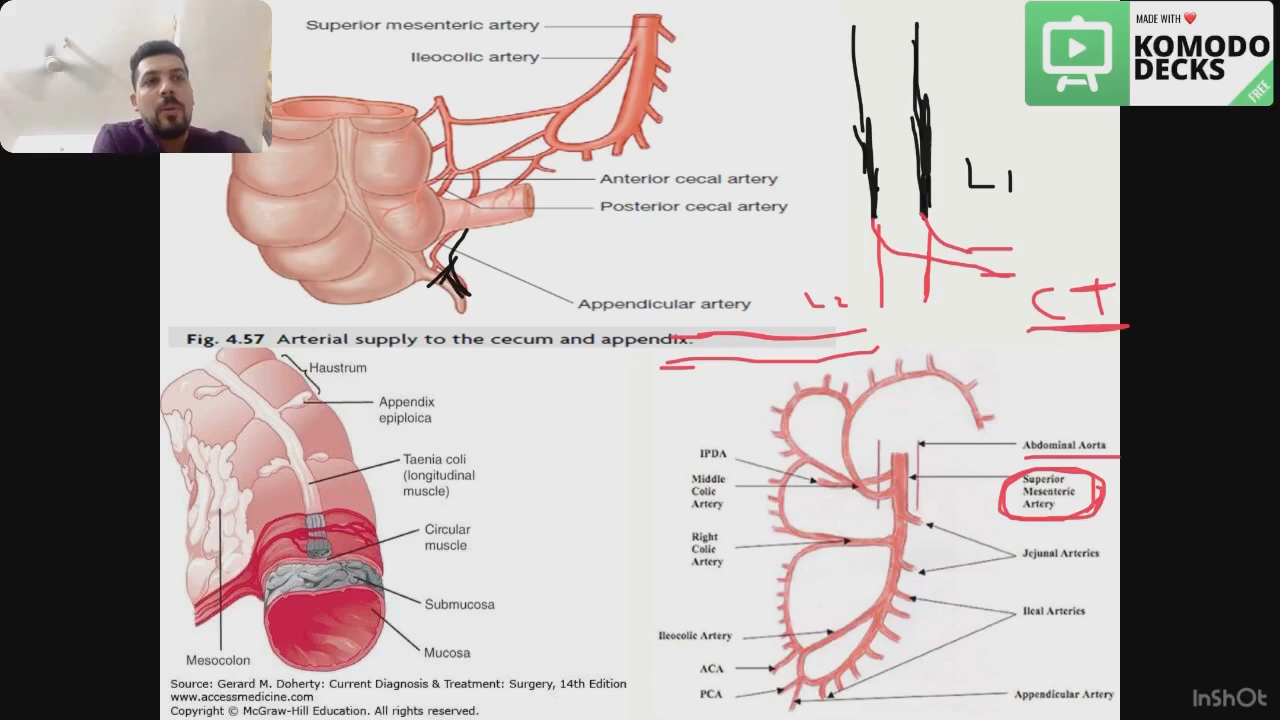 Superior mesenteric artery
Ileocolic artery
Anterior cecal artery
Posterior cecal artery
Appendicular artery
Fig. 4.57 Arterial supply to the cecum and appendix.
MADE WITH ❤️
KOMODO
DECKS
FREE
L1
L2
CT
Haustrum
Appendix
epiploica
Taenia coli
(longitudinal
muscle)
Circular
muscle
Submucosa
Mucosa
Mesocolon
Source: Gerard M. Doherty: Current Diagnosis & Treatment: Surgery, 14th Edition
www.accessmedicine.com
Copyright © McGraw-Hill Education. All rights reserved.
IPDA
Middle
Colic
Artery
Right
Colic
Artery
Ileocolic Artery
ACA
PCA
Abdominal Aorta
Superior
Mesenteric
Artery
Jejunal Arteries
Ileal Arteries
Appendicular Artery
InShOt